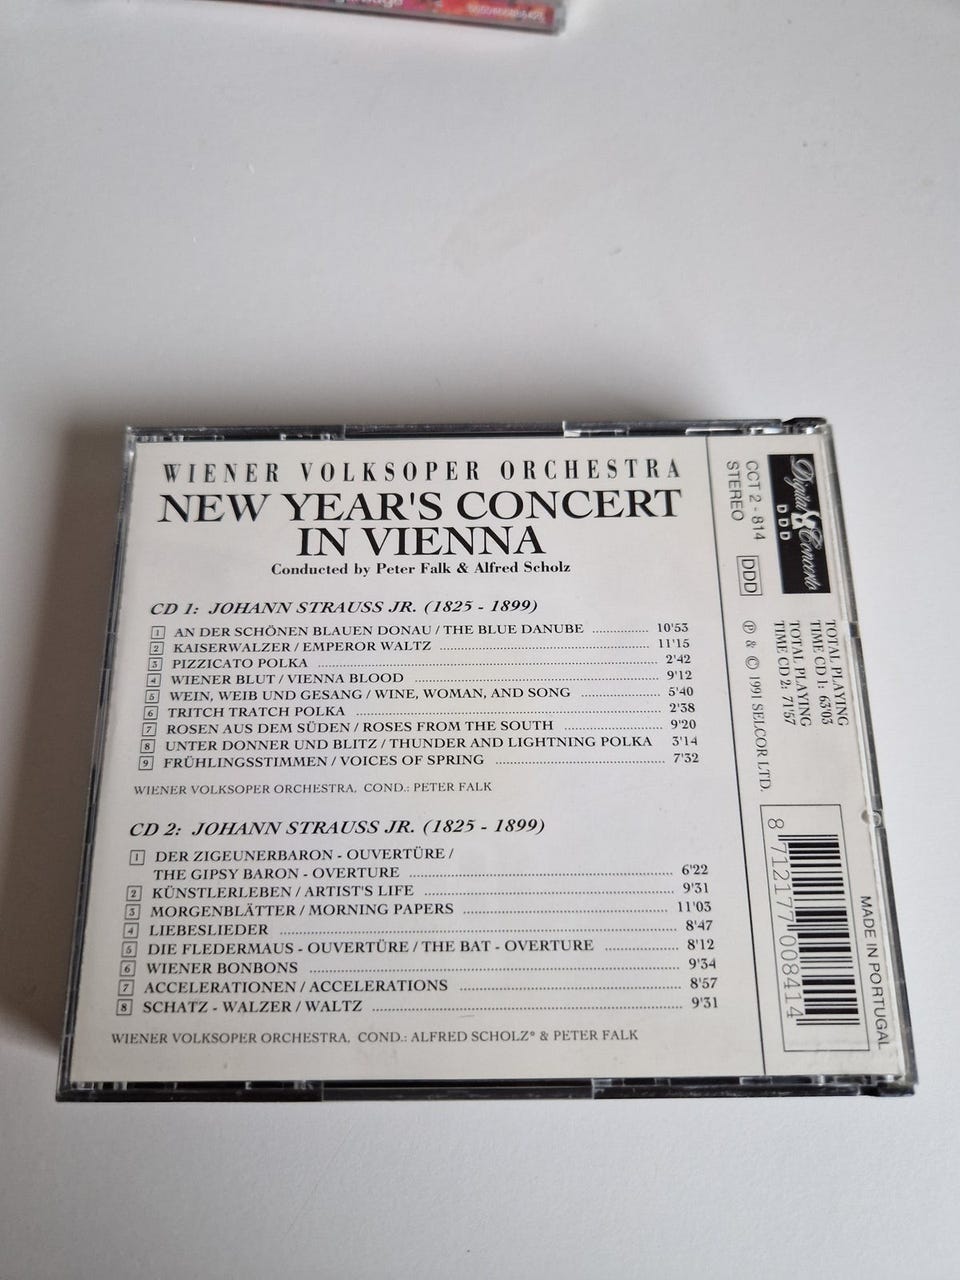 WIENER VOLKSOPER ORCHESTRA
NEW YEAR'S CONCERT
IN VIENNA
Conducted by Peter Falk & Alfred Scholz
CD 1: JOHANN STRAUSS JR. (1825 - 1899)
1 AN DER SCHÖNEN BLAUEN DONAU / THE BLUE DANUBE 10'53
2 KAISERWALZER / EMPEROR WALTZ 11'15
3 PIZZICATO POLKA 2'42
4 WIENER BLUT / VIENNA BLOOD 9'12
5 WEIN, WEIB UND GESANG / WINE, WOMAN, AND SONG 5'40
6 TRITCH TRATCH POLKA 2'38
7 ROSEN AUS DEM SÜDEN / ROSES FROM THE SOUTH 9'20
8 UNTER DONNER UND BLITZ / THUNDER AND LIGHTNING POLKA 3'14
9 FRÜHLINGSSTIMMEN / VOICES OF SPRING 7'32
WIENER VOLKSOPER ORCHESTRA, COND.: PETER FALK
CD 2: JOHANN STRAUSS JR. (1825 - 1899)
1 DER ZIGEUNERBARON - OUVERTÜRE /
THE GIPSY BARON - OVERTURE 6'22
2 KÜNSTLERLEBEN / ARTIST'S LIFE 9'31
3 MORGENBLÄTTER / MORNING PAPERS 11'03
4 LIEBESLIEDER 8'47
5 DIE FLEDERMAUS - OUVERTÜRE / THE BAT - OVERTURE 8'12
6 WIENER BONBONS 9'34
7 ACCELERATIONEN / ACCELERATIONS 8'57
8 SCHATZ - WALZER / WALTZ 9'31
WIENER VOLKSOPER ORCHESTRA, COND.: ALFRED SCHOLZ* & PETER FALK
Digital Concerto
DDD
CCT 2 - 814
STEREO
DDD
TOTAL PLAYING
TIME CD 1: 63'03
TOTAL PLAYING
TIME CD 2: 71'57
℗ & © 1991 SELCOR LTD.
8 712177 008414
MADE IN PORTUGAL